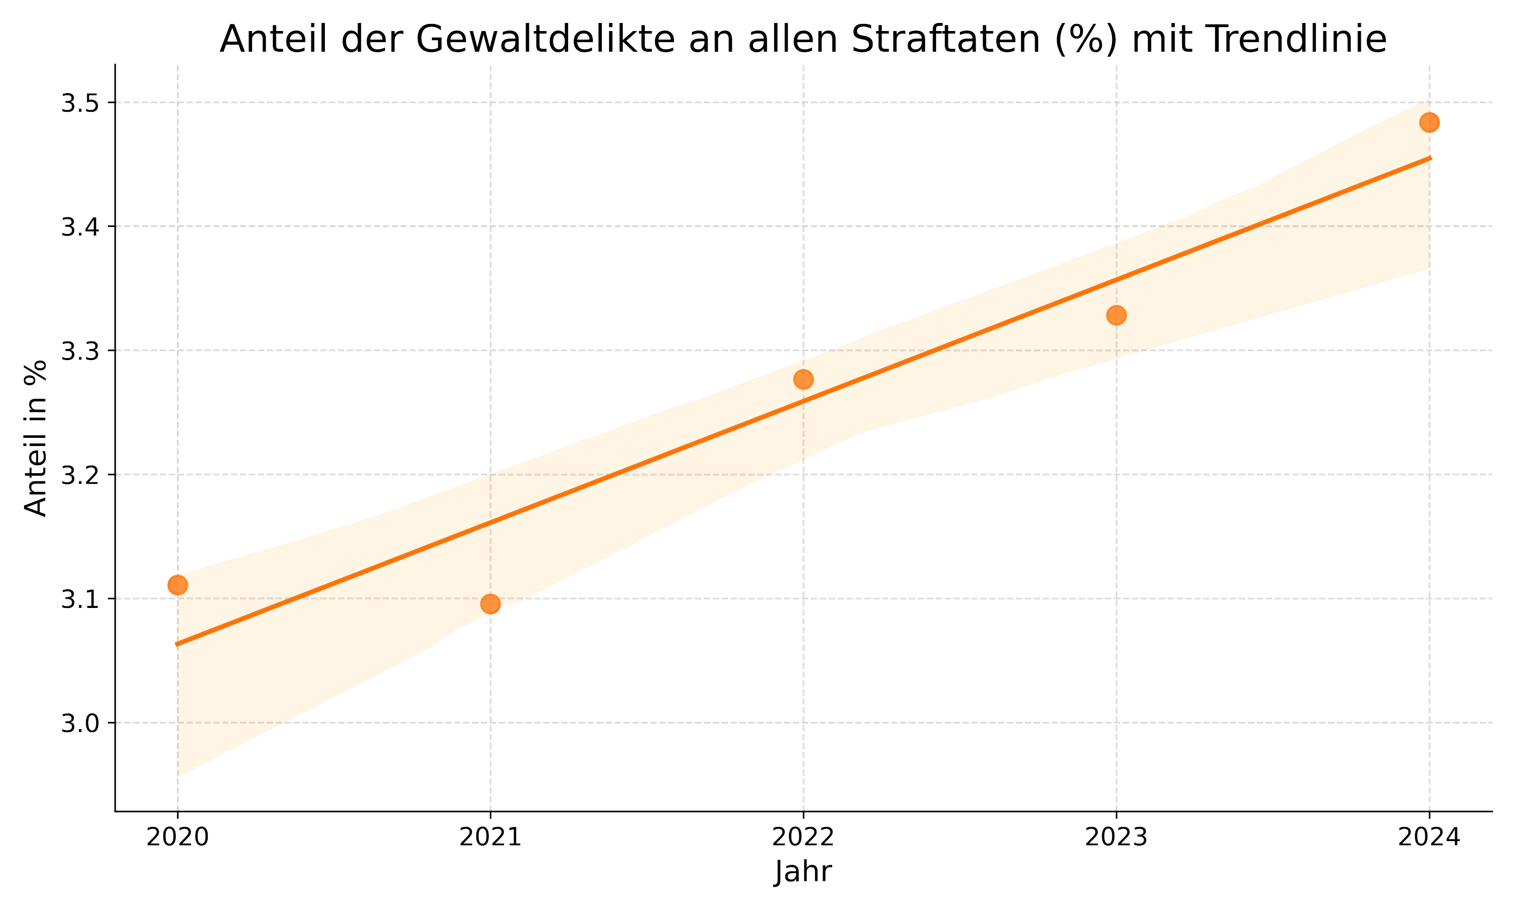 Anteil der Gewaltdelikte an allen Straftaten (%) mit Trendlinie
Anteil in %
3.5
3.4
3.3
3.2
3.1
3.0
2020 2021 2022 2023 2024
Jahr